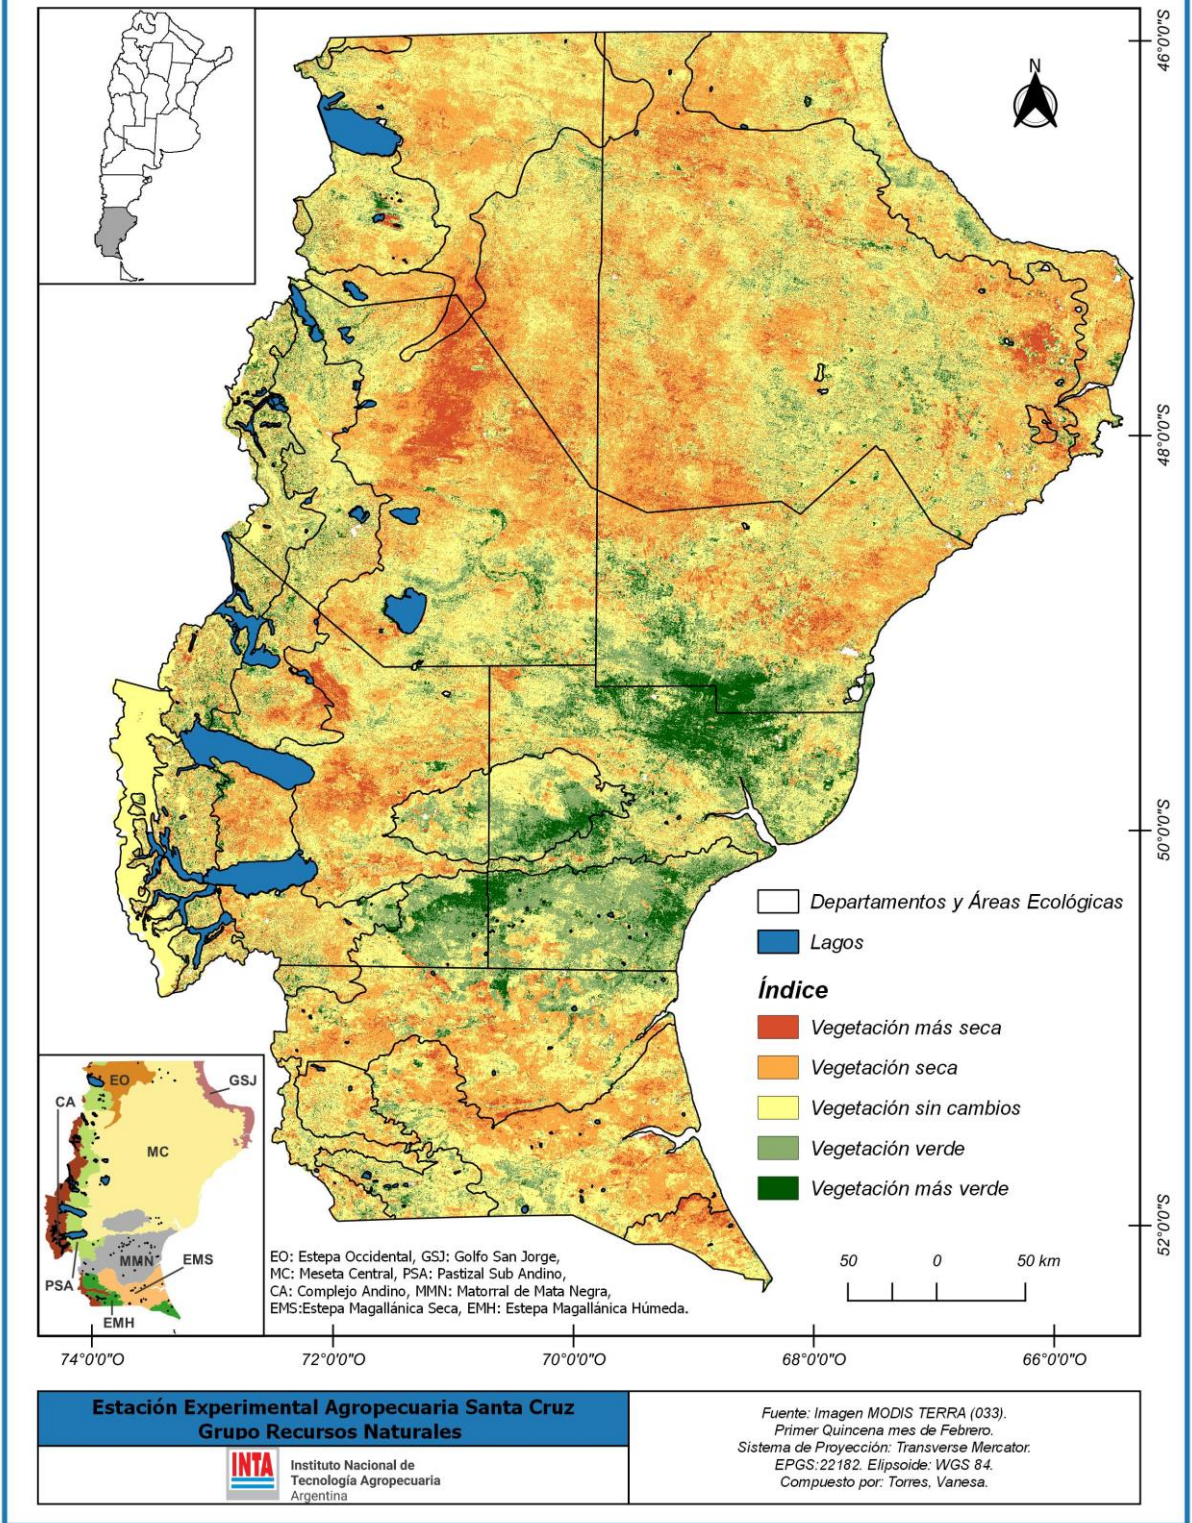 46°0'0"S
N
48°0'0"S
50°0'0"S
Departamentos y Áreas Ecológicas
Lagos
Índice
Vegetación más seca
Vegetación seca
Vegetación sin cambios
Vegetación verde
Vegetación más verde
52°0'0"S
EO
GSJ
CA
MC
MMN
EMS
PSA
EMH
EO: Estepa Occidental, GSJ: Golfo San Jorge,
MC: Meseta Central, PSA: Pastizal Sub Andino,
CA: Complejo Andino, MMN: Matorral de Mata Negra,
EMS:Estepa Magallánica Seca, EMH: Estepa Magallánica Húmeda.
50 0 50 km
74°0'0"O 72°0'0"O 70°0'0"O 68°0'0"O 66°0'0"O
Estación Experimental Agropecuaria Santa Cruz
Grupo Recursos Naturales
INTA
Instituto Nacional de
Tecnología Agropecuaria
Argentina
Fuente: Imagen MODIS TERRA (033).
Primer Quincena mes de Febrero.
Sistema de Proyección: Transverse Mercator.
EPGS:22182. Elipsoide: WGS 84.
Compuesto por: Torres, Vanesa.